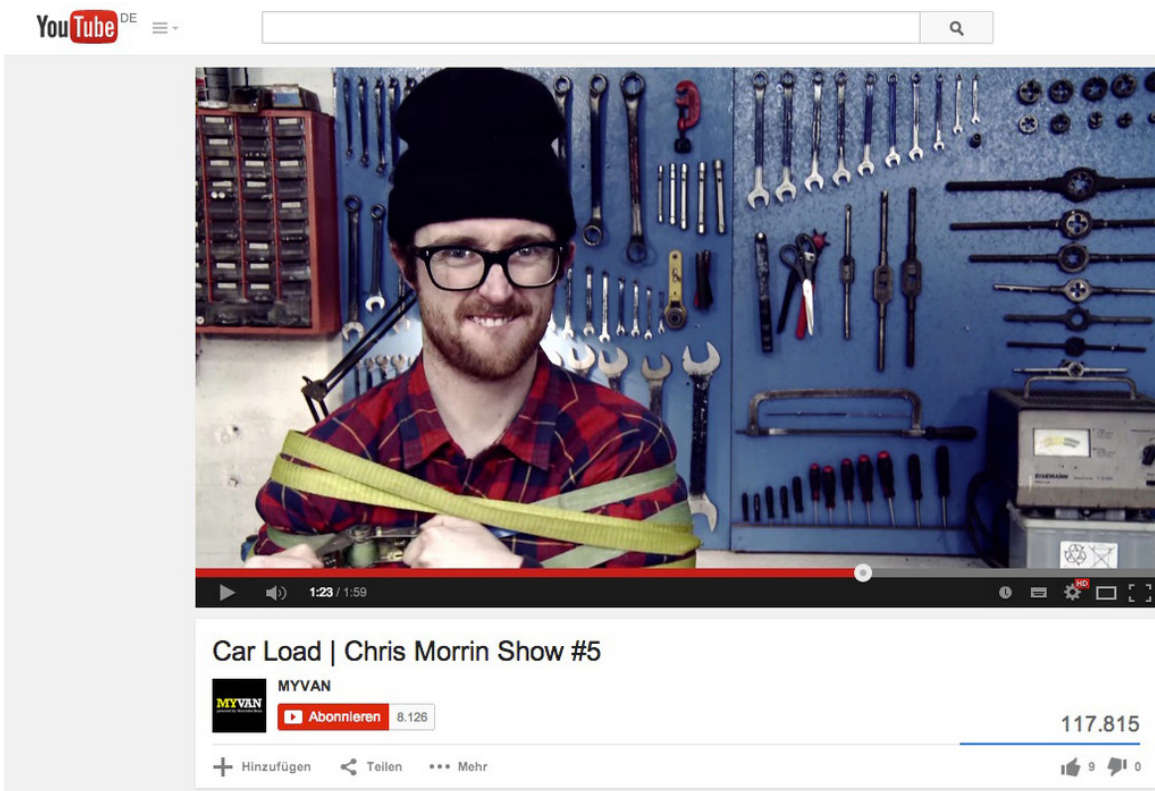 YouTube DE
HD
1:23 / 1:59
Car Load | Chris Morrin Show #5
MYVAN
MYVAN
Abonnieren 8.126
117.815
Hinzufügen Teilen Mehr
9 0